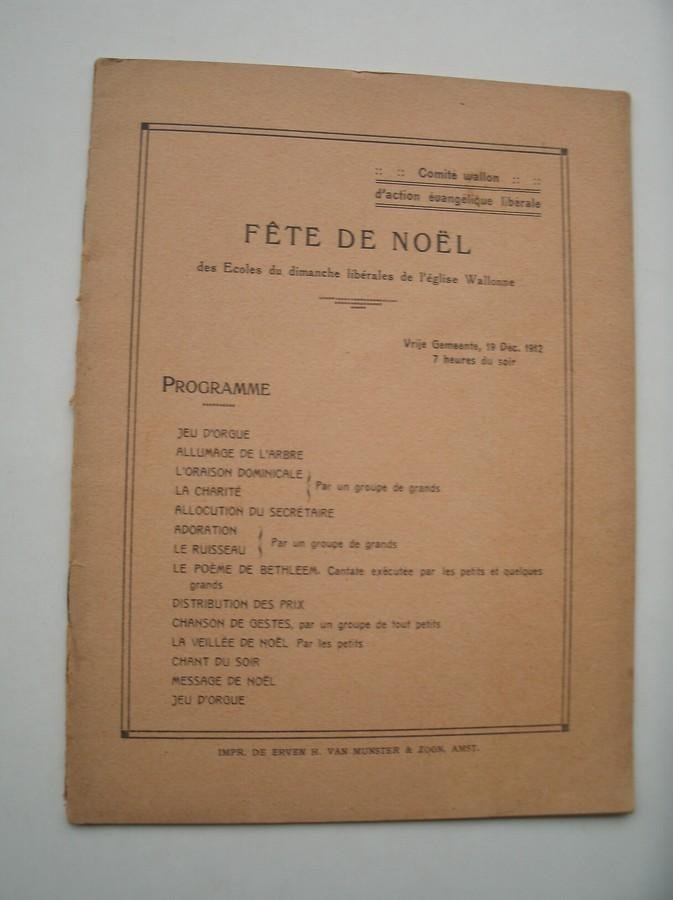 :: :: Comité wallon :: ::
d'action évangélique libérale
FÊTE DE NOËL
des Ecoles du dimanche libérales de l'église Wallonne
Vrije Gemeente, 19 Déc. 1912
7 heures du soir
PROGRAMME
JEU D'ORGUE
ALLUMAGE DE L'ARBRE
L'ORAISON DOMINICALE
LA CHARITÉ
Par un groupe de grands
ALLOCUTION DU SECRÉTAIRE
ADORATION
LE RUISSEAU
Par un groupe de grands
LE POÈME DE BETHLEEM. Cantate exécutée par les petits et quelques
grands
DISTRIBUTION DES PRIX
CHANSON DE GESTES, par un groupe de tout petits
LA VEILLÉE DE NOËL Par les petits
CHANT DU SOIR
MESSAGE DE NOËL
JEU D'ORGUE
IMPR. DE ERVEN H. VAN MUNSTER & ZOON, AMST.